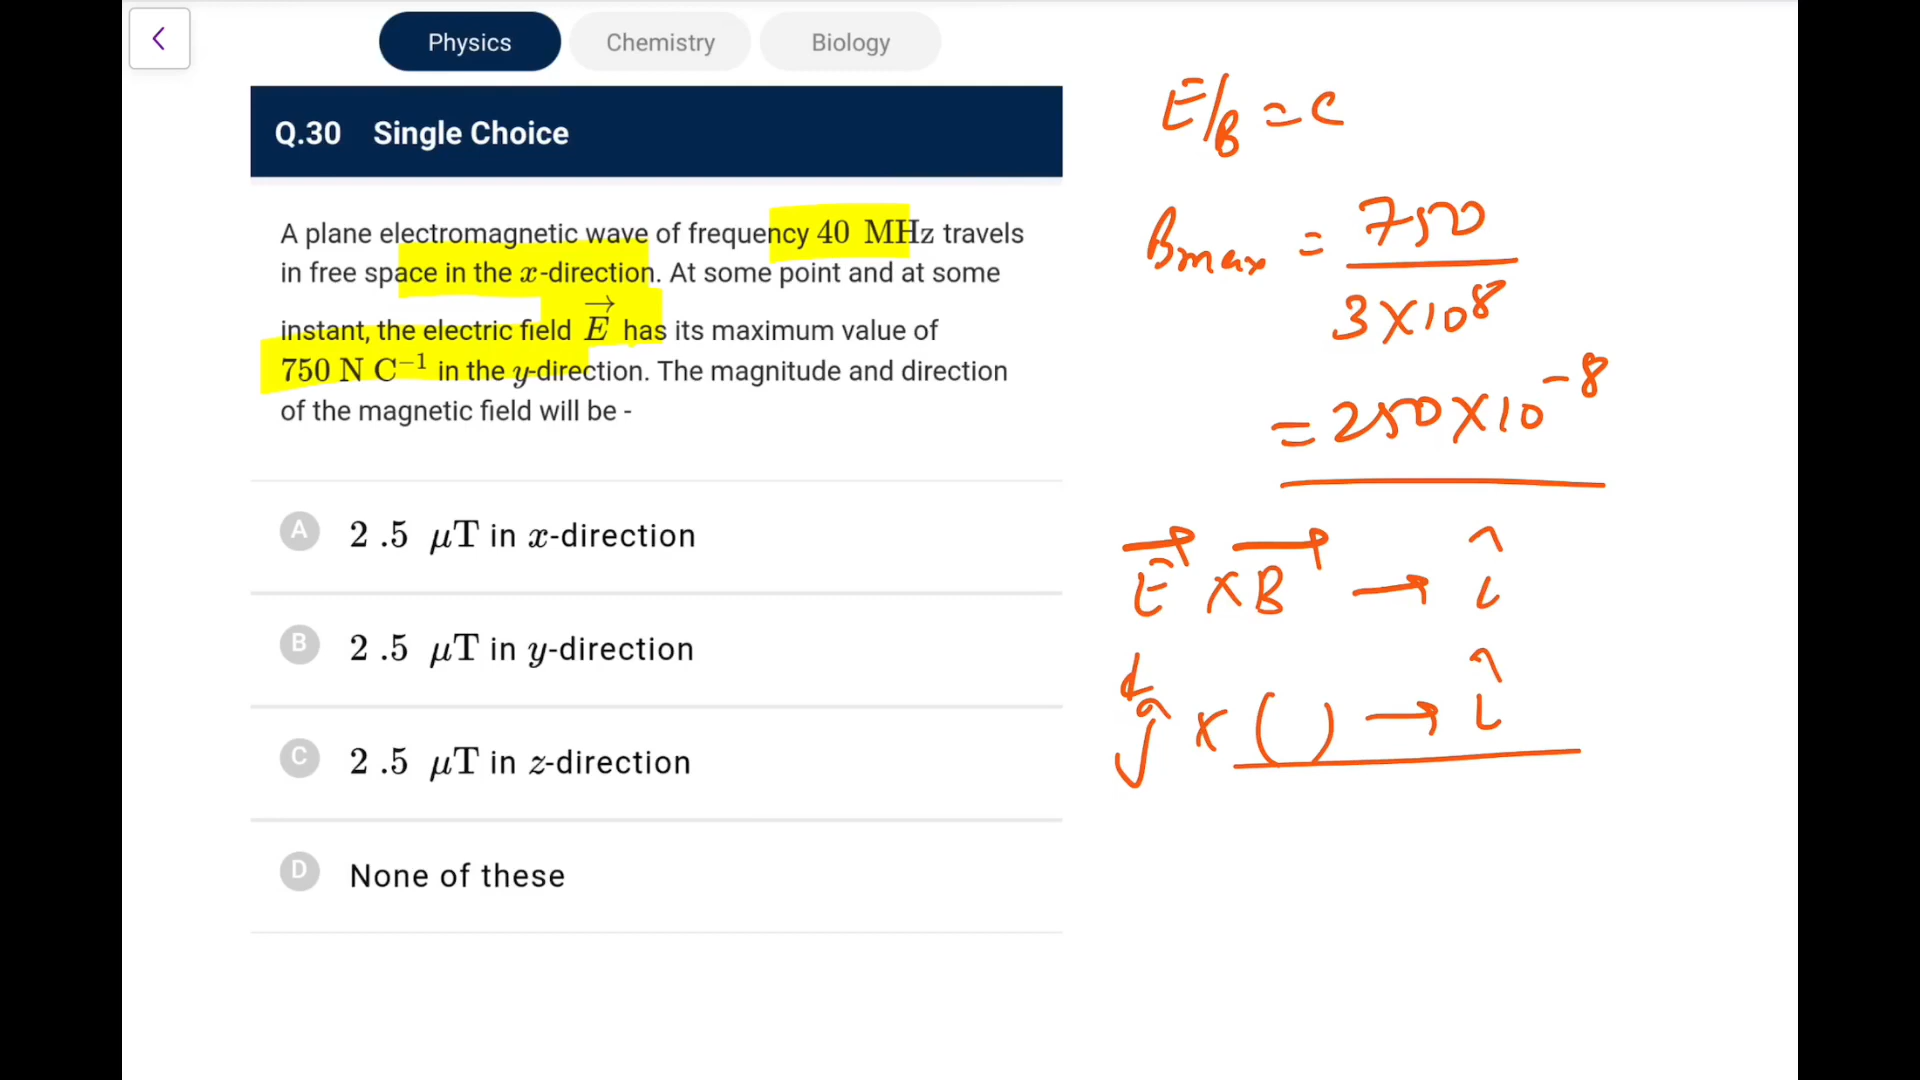 Physics Chemistry Biology
Q.30 Single Choice
A plane electromagnetic wave of frequency 40 MHz travels
in free space in the x-direction. At some point and at some
instant, the electric field \overrightarrow{E} has its maximum value of
750 N C⁻¹ in the y-direction. The magnitude and direction
of the magnetic field will be -
A 2 .5 μT in x-direction
B 2 .5 μT in y-direction
C 2 .5 μT in z-direction
D None of these
E/B = C
Bmax = 750
3×10⁸
= 250×10⁻⁸
\overrightarrow{E} × \overrightarrow{B} → î
ĵ × ( ) → î